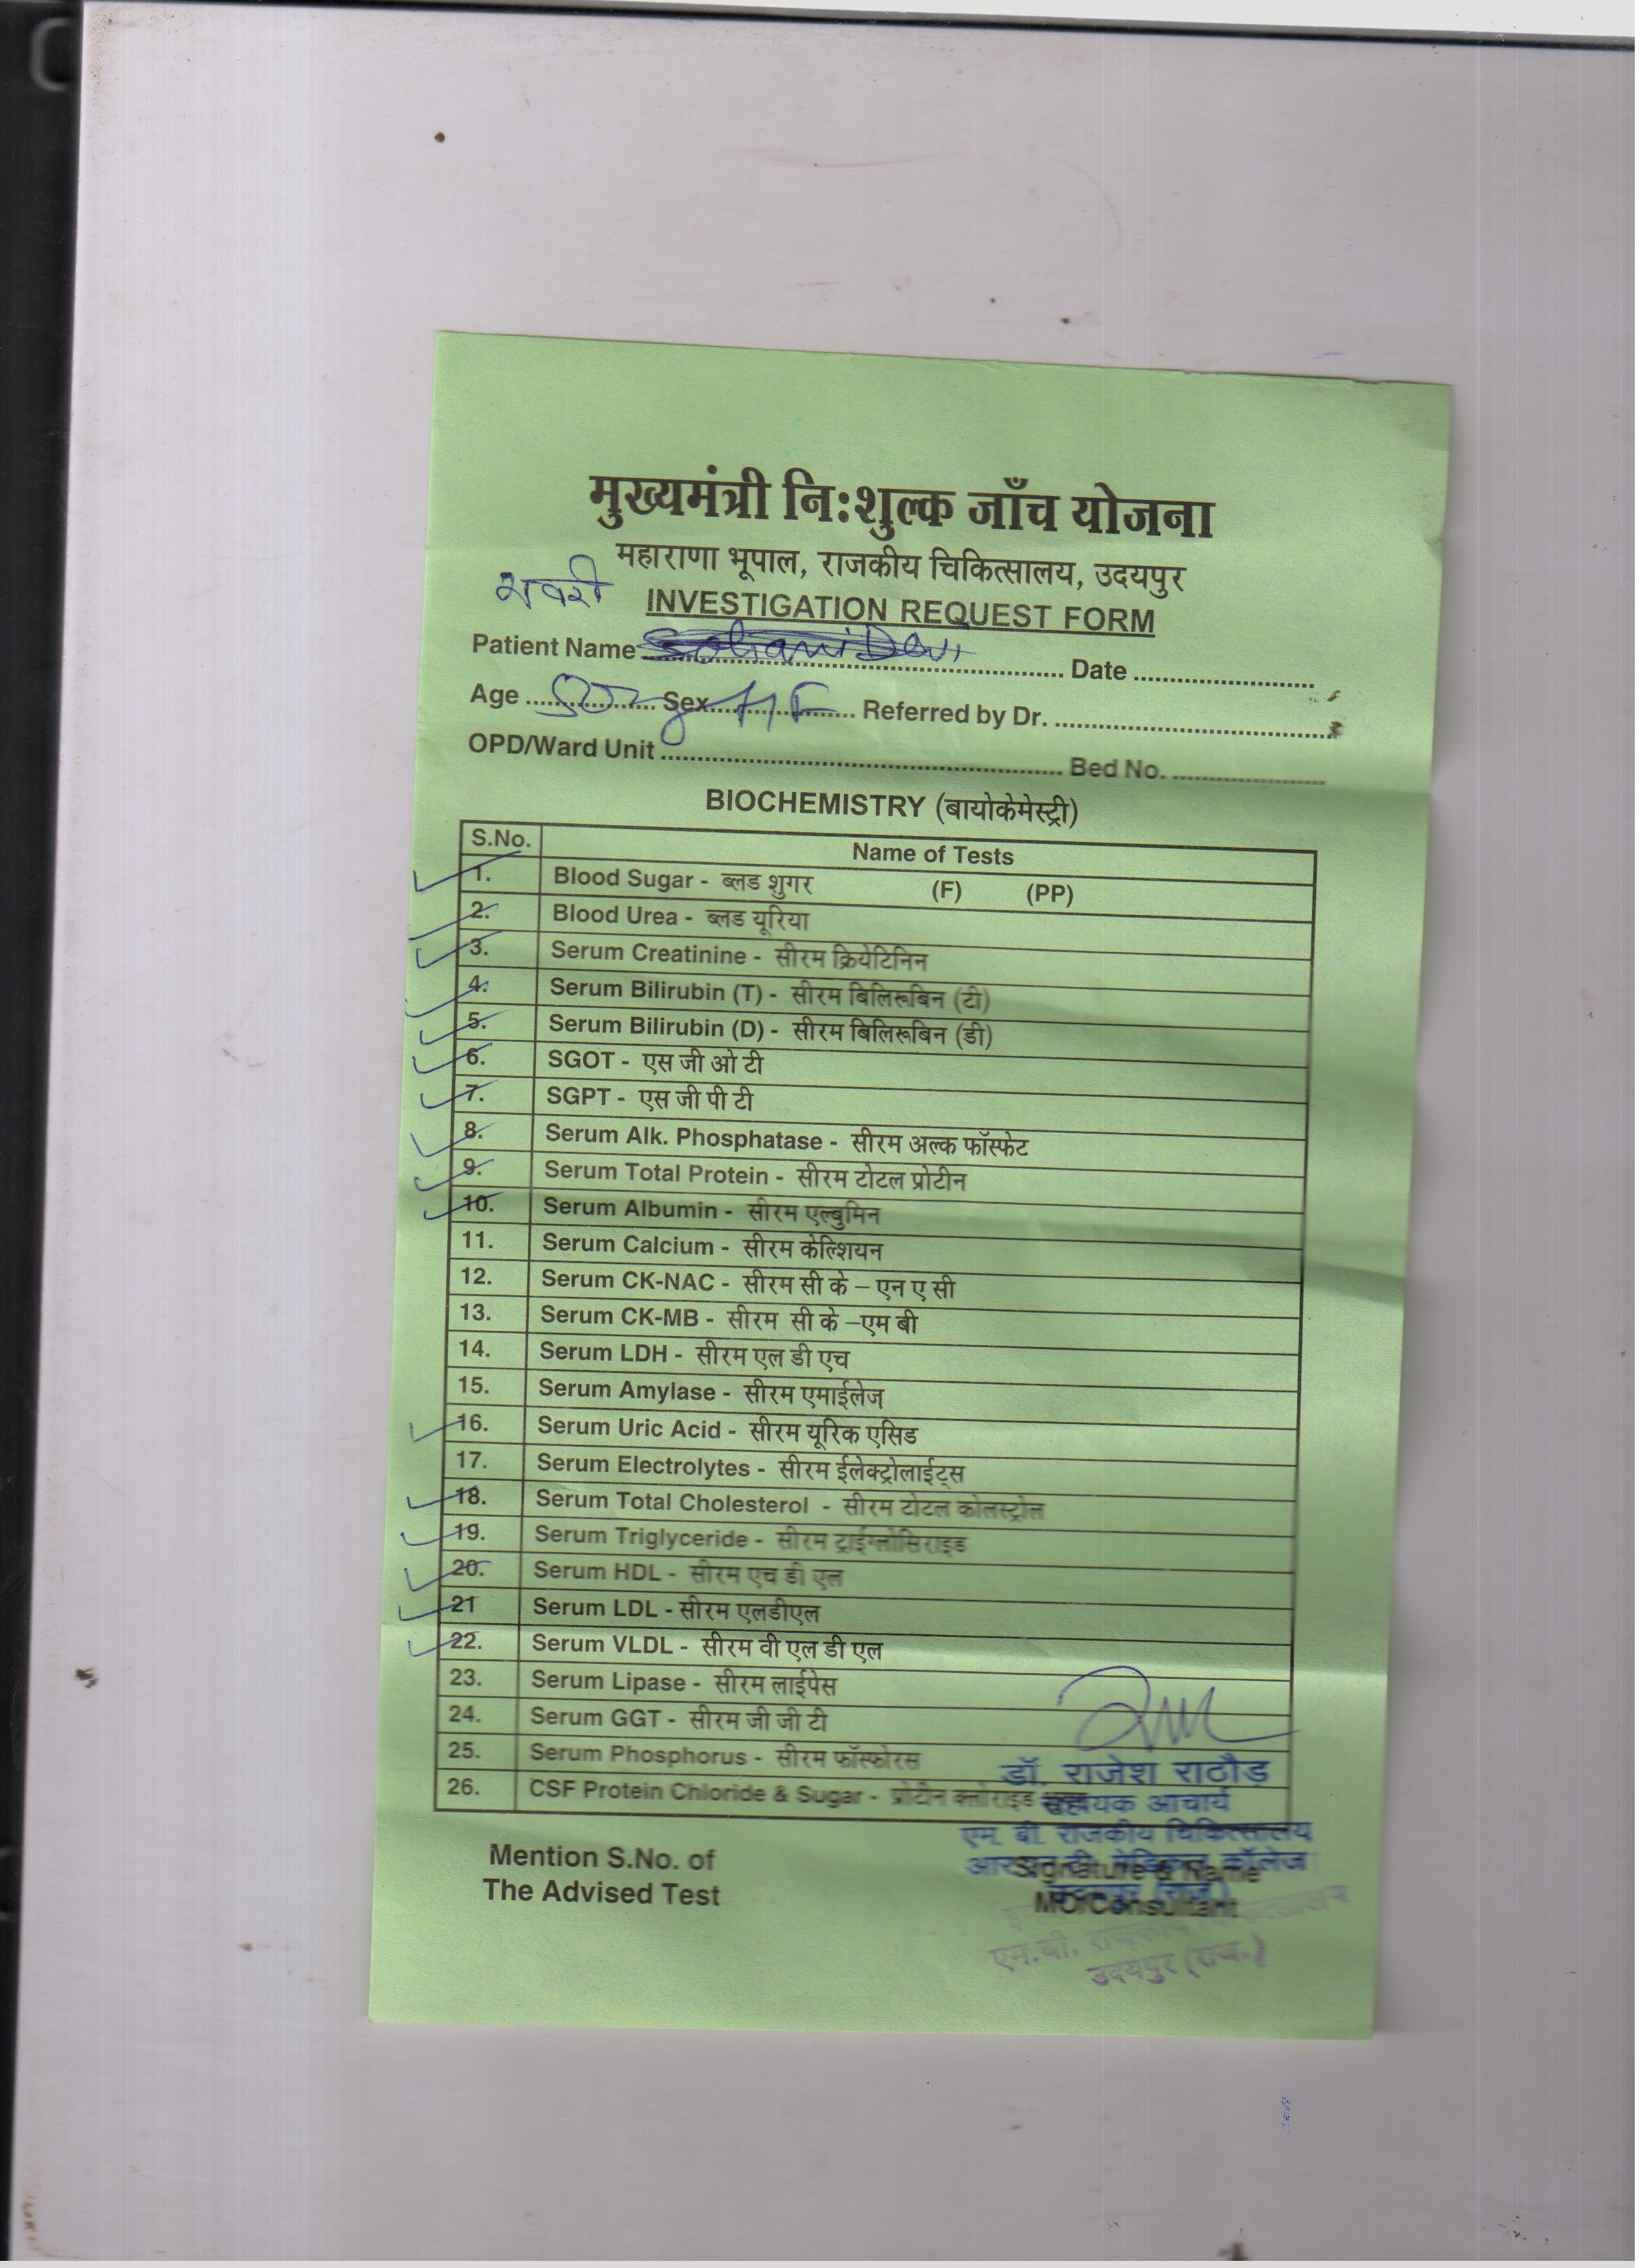 मुख्यमंत्री निःशुल्क जाँच योजना
महाराणा भूपाल, राजकीय चिकित्सालय, उदयपुर
भवरी
INVESTIGATION REQUEST FORM
Patient Name Sohani Devi Date
Age 50 Sex F Referred by Dr.
OPD/Ward Unit Bed No.
BIOCHEMISTRY (बायोकेमेस्ट्री)
S.No. Name of Tests
1. Blood Sugar - ब्लड शुगर (F) (PP)
2. Blood Urea - ब्लड यूरिया
3. Serum Creatinine - सीरम क्रियेटिनिन
4. Serum Bilirubin (T) - सीरम बिलिरूबिन (टी)
5. Serum Bilirubin (D) - सीरम बिलिरूबिन (डी)
6. SGOT - एस जी ओ टी
7. SGPT - एस जी पी टी
8. Serum Alk. Phosphatase - सीरम अल्क फॉस्फेट
9. Serum Total Protein - सीरम टोटल प्रोटीन
10. Serum Albumin - सीरम एल्बुमिन
11. Serum Calcium - सीरम केल्शियन
12. Serum CK-NAC - सीरम सी के – एन ए सी
13. Serum CK-MB - सीरम सी के –एम बी
14. Serum LDH - सीरम एल डी एच
15. Serum Amylase - सीरम एमाईलेज
16. Serum Uric Acid - सीरम यूरिक एसिड
17. Serum Electrolytes - सीरम ईलेक्ट्रोलाईट्स
18. Serum Total Cholesterol - सीरम टोटल कोलस्ट्रोल
19. Serum Triglyceride - सीरम ट्राईग्लोसिराइड
20. Serum HDL - सीरम एच डी एल
21 Serum LDL - सीरम एलडीएल
22. Serum VLDL - सीरम वी एल डी एल
23. Serum Lipase - सीरम लाईपेस
24. Serum GGT - सीरम जी जी टी
25. Serum Phosphorus - सीरम फॉस्फोरस
26. CSF Protein Chloride & Sugar - प्रोटीन क्लोराइड
डॉ. राजेश राठौड़
सहायक आचार्य
एम. बी. राजकीय चिकित्सालय
मेडिकल कॉलेज
Mention S.No. of
The Advised Test
Signature & Name
MO/Consultant
एम.बी.
उदयपुर (राज.)